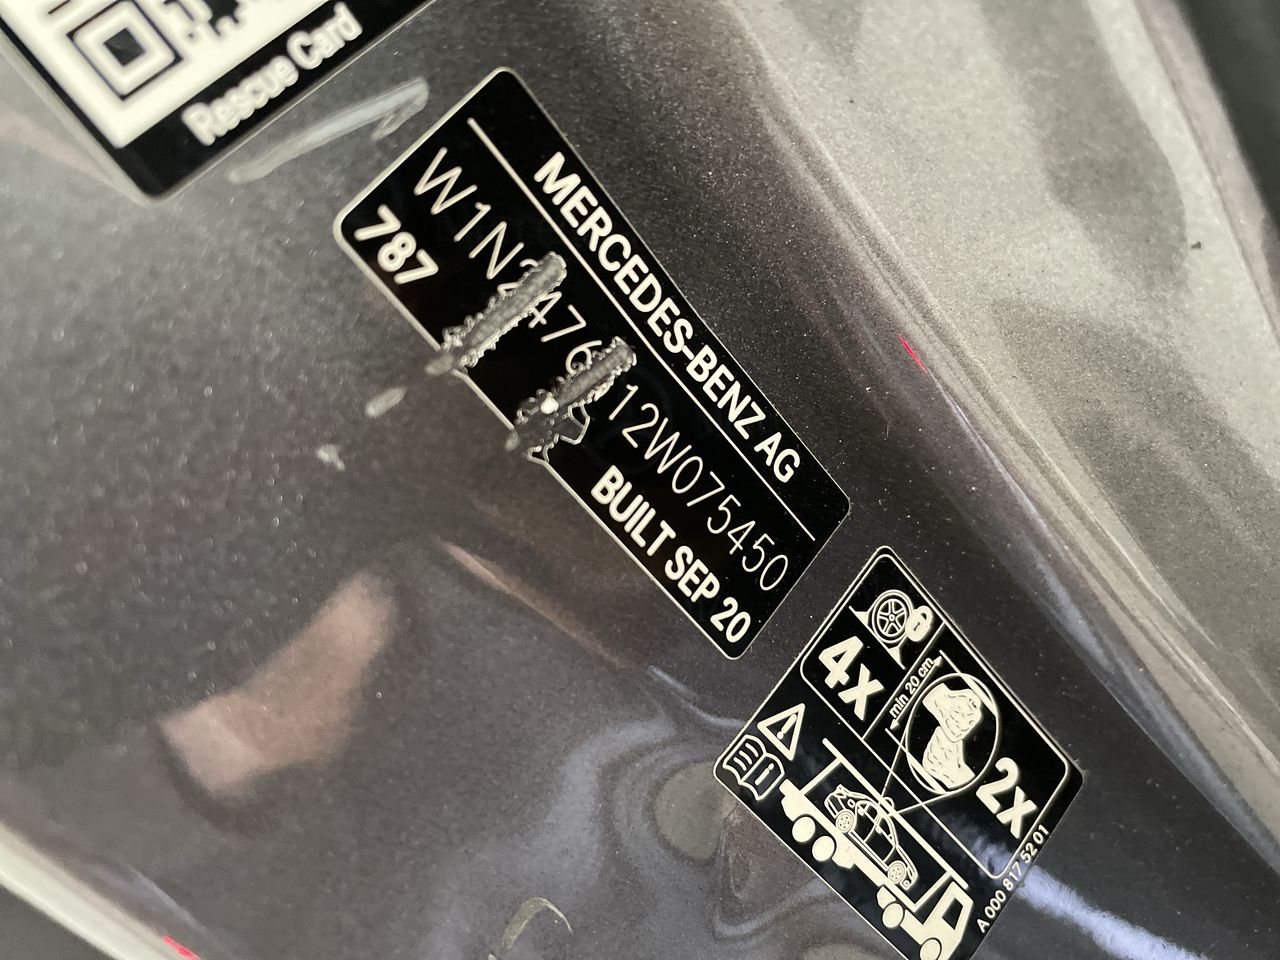 Rescue Card
MERCEDES-BENZ AG
W1N2476 12W075450
787 BUILT SEP 20
4x
min 20 cm
2x
A 000 817 52 01